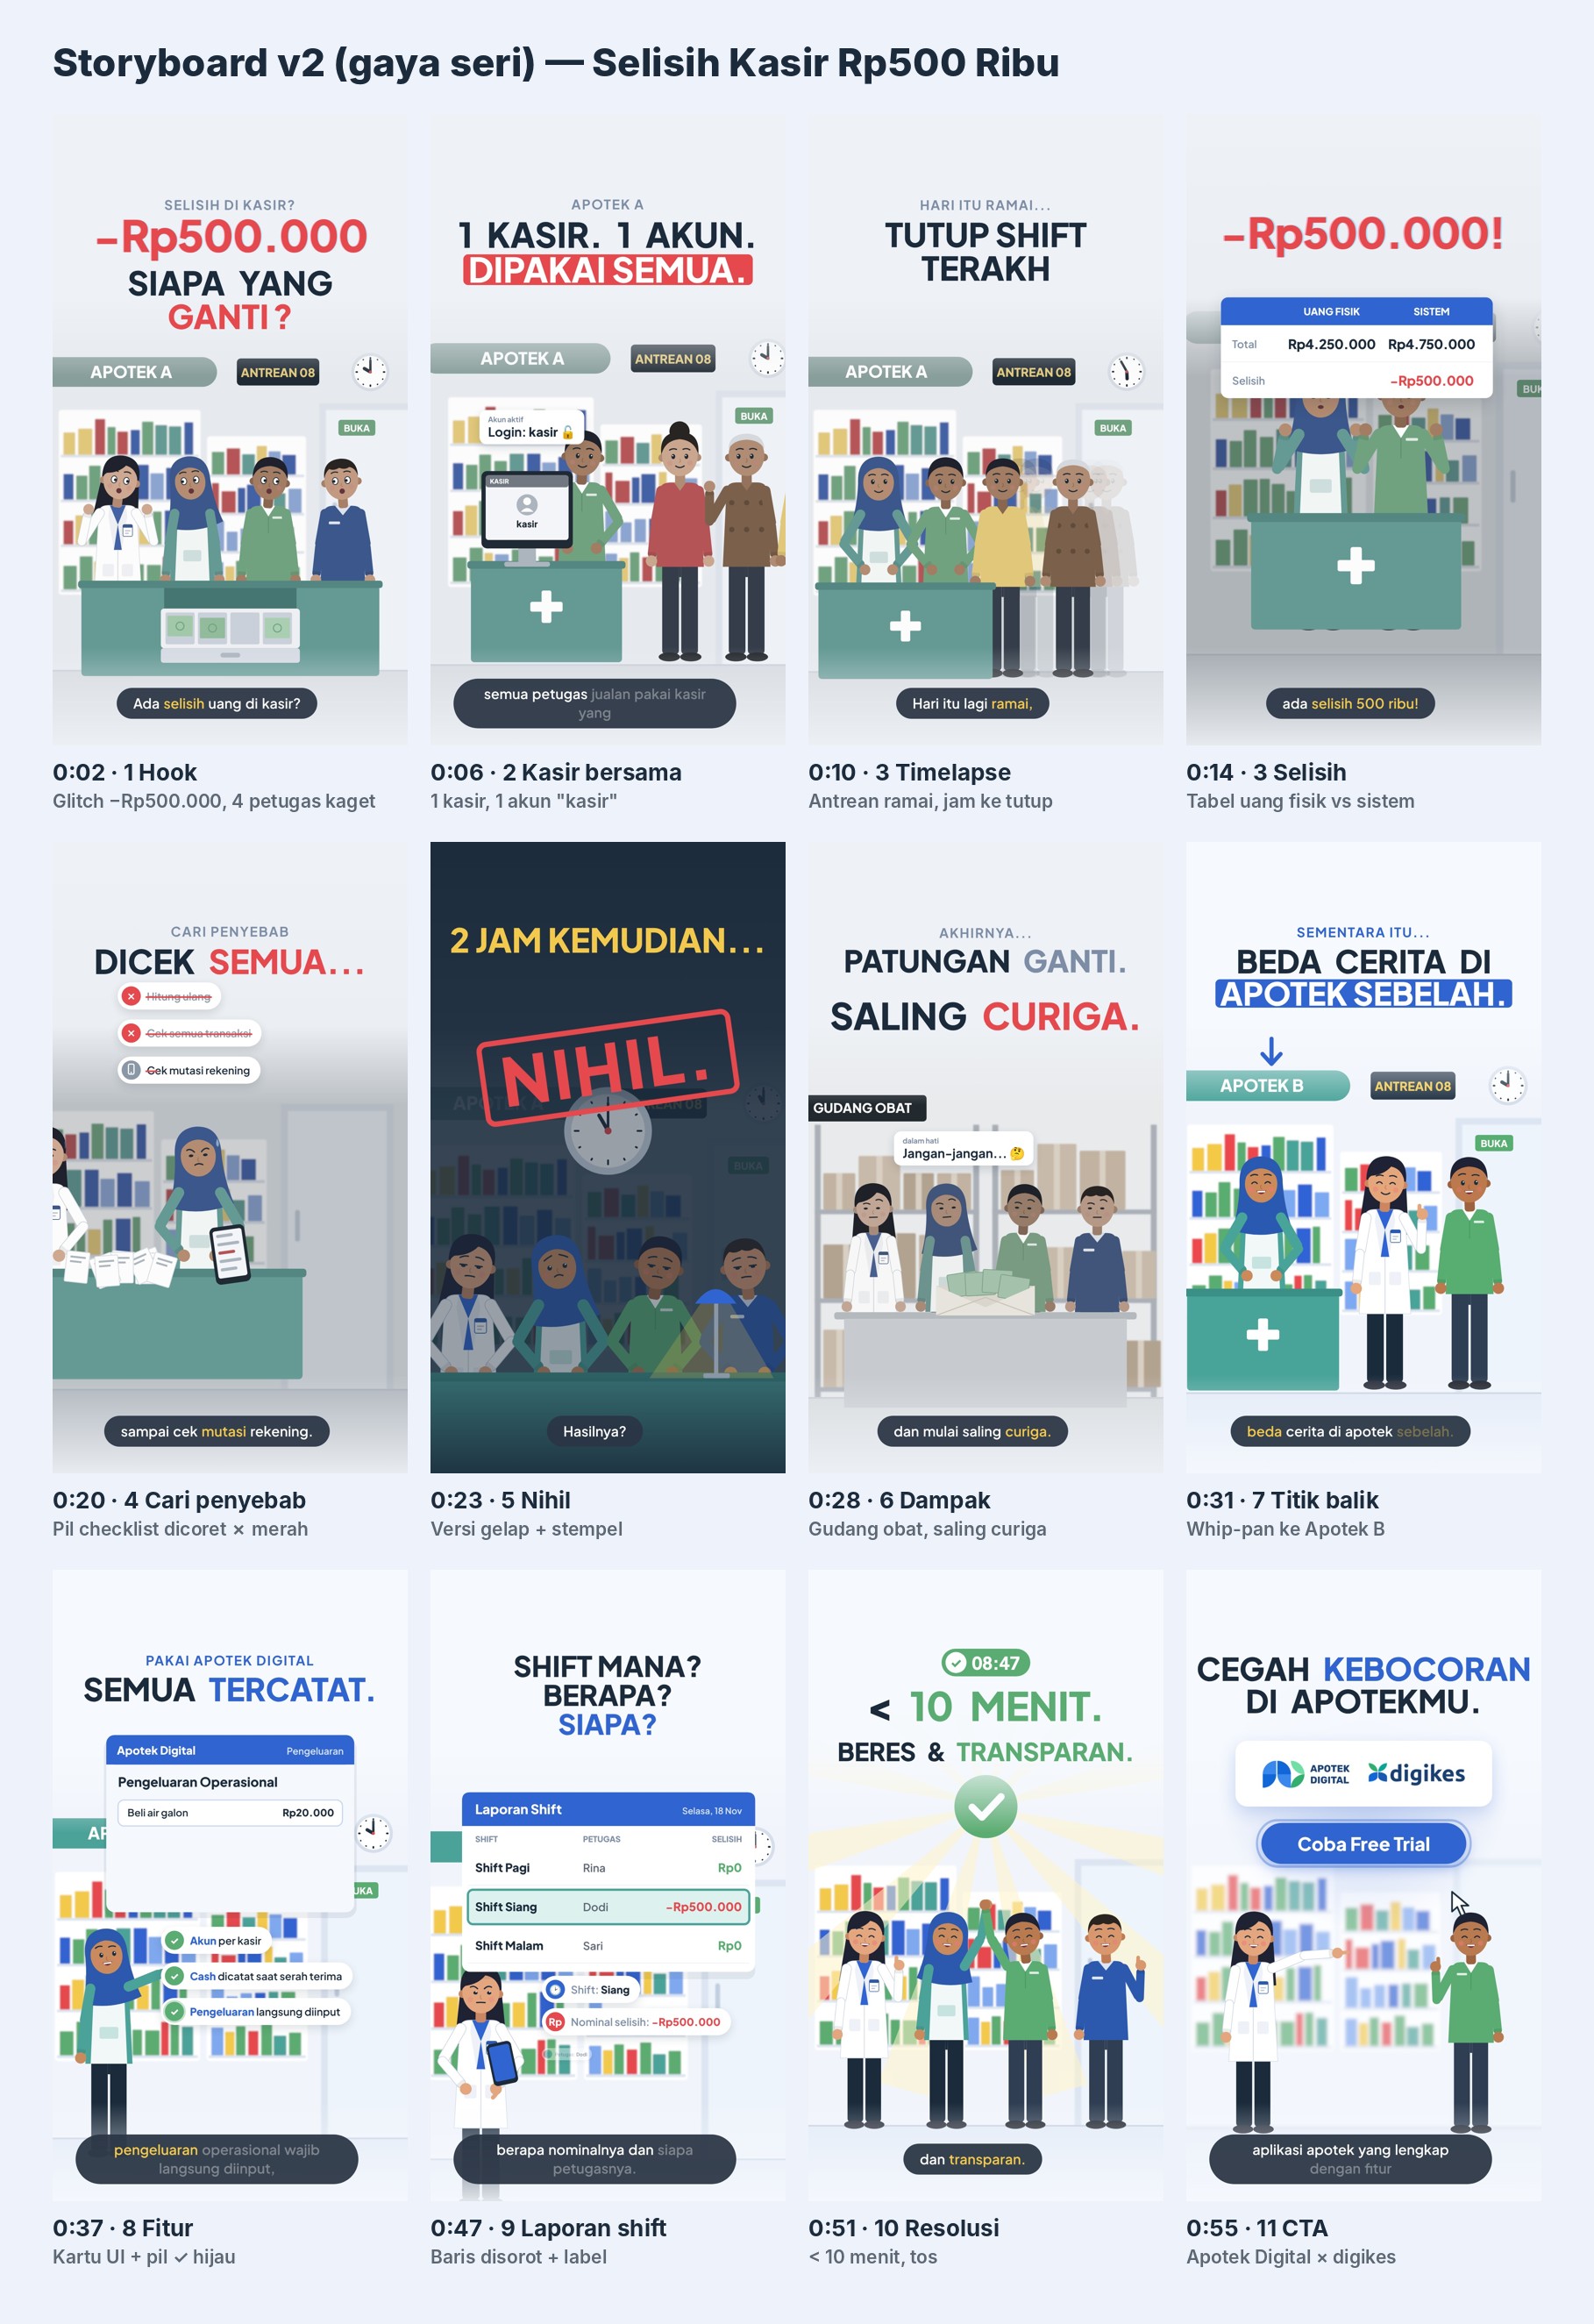 Storyboard v2 (gaya seri) — Selisih Kasir Rp500 Ribu
SELISIH DI KASIR?
−Rp500.000
SIAPA YANG
GANTI?
APOTEK A
ANTREAN 08
BUKA
Ada selisih uang di kasir?
0:02 · 1 Hook
Glitch −Rp500.000, 4 petugas kaget
APOTEK A
1 KASIR. 1 AKUN.
DIPAKAI SEMUA.
APOTEK A
ANTREAN 08
BUKA
Akun aktif
Login: kasir 🔓
KASIR
kasir
semua petugas jualan pakai kasir
yang
0:06 · 2 Kasir bersama
1 kasir, 1 akun "kasir"
HARI ITU RAMAI...
TUTUP SHIFT
TERAKH
APOTEK A
ANTREAN 08
BUKA
Hari itu lagi ramai,
0:10 · 3 Timelapse
Antrean ramai, jam ke tutup
−Rp500.000!
UANG FISIK SISTEM
Total Rp4.250.000 Rp4.750.000
Selisih −Rp500.000
BUK
ada selisih 500 ribu!
0:14 · 3 Selisih
Tabel uang fisik vs sistem
CARI PENYEBAB
DICEK SEMUA...
Hitung ulang
Cek semua transaksi
Cek mutasi rekening
sampai cek mutasi rekening.
0:20 · 4 Cari penyebab
Pil checklist dicoret × merah
2 JAM KEMUDIAN...
NIHIL.
APOTEK A
BUKA
Hasilnya?
0:23 · 5 Nihil
Versi gelap + stempel
AKHIRNYA...
PATUNGAN GANTI.
SALING CURIGA.
GUDANG OBAT
dalam hati
Jangan-jangan... 🤔
dan mulai saling curiga.
0:28 · 6 Dampak
Gudang obat, saling curiga
SEMENTARA ITU...
BEDA CERITA DI
APOTEK SEBELAH.
APOTEK B
ANTREAN 08
BUKA
beda cerita di apotek sebelah.
0:31 · 7 Titik balik
Whip-pan ke Apotek B
PAKAI APOTEK DIGITAL
SEMUA TERCATAT.
Apotek Digital Pengeluaran
Pengeluaran Operasional
Beli air galon Rp20.000
AP
UKA
Akun per kasir
Cash dicatat saat serah terima
Pengeluaran langsung diinput
pengeluaran operasional wajib
langsung diinput,
0:37 · 8 Fitur
Kartu UI + pil ✓ hijau
SHIFT MANA?
BERAPA?
SIAPA?
Laporan Shift Selasa, 18 Nov
SHIFT PETUGAS SELISIH
Shift Pagi Rina Rp0
Shift Siang Dodi −Rp500.000
Shift Malam Sari Rp0
Shift: Siang
Rp Nominal selisih: −Rp500.000
berapa nominalnya dan siapa
petugasnya.
0:47 · 9 Laporan shift
Baris disorot + label
08:47
< 10 MENIT.
BERES & TRANSPARAN.
dan transparan.
0:51 · 10 Resolusi
< 10 menit, tos
CEGAH KEBOCORAN
DI APOTEKMU.
APOTEK
DIGITAL
digikes
Coba Free Trial
aplikasi apotek yang lengkap
dengan fitur
0:55 · 11 CTA
Apotek Digital × digikes